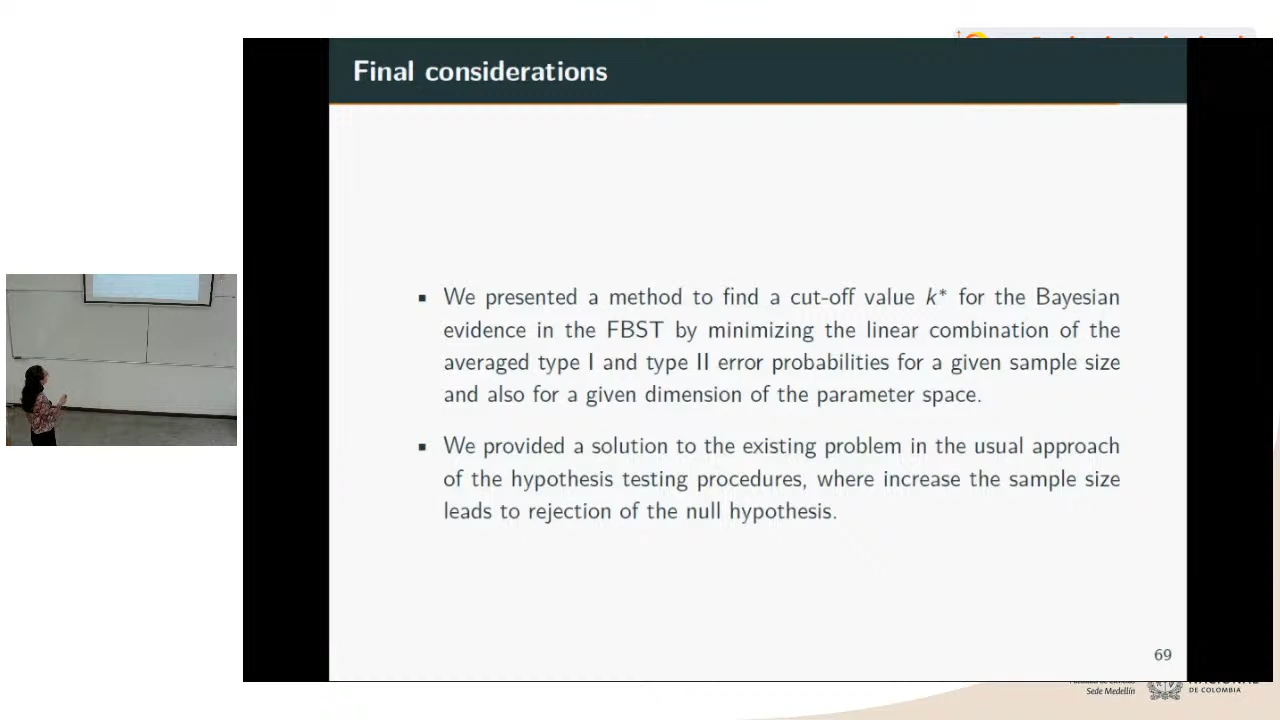 Final considerations
▪ We presented a method to find a cut-off value k* for the Bayesian
evidence in the FBST by minimizing the linear combination of the
averaged type I and type II error probabilities for a given sample size
and also for a given dimension of the parameter space.
▪ We provided a solution to the existing problem in the usual approach
of the hypothesis testing procedures, where increase the sample size
leads to rejection of the null hypothesis.
69
Sede Medellín
DE COLOMBIA